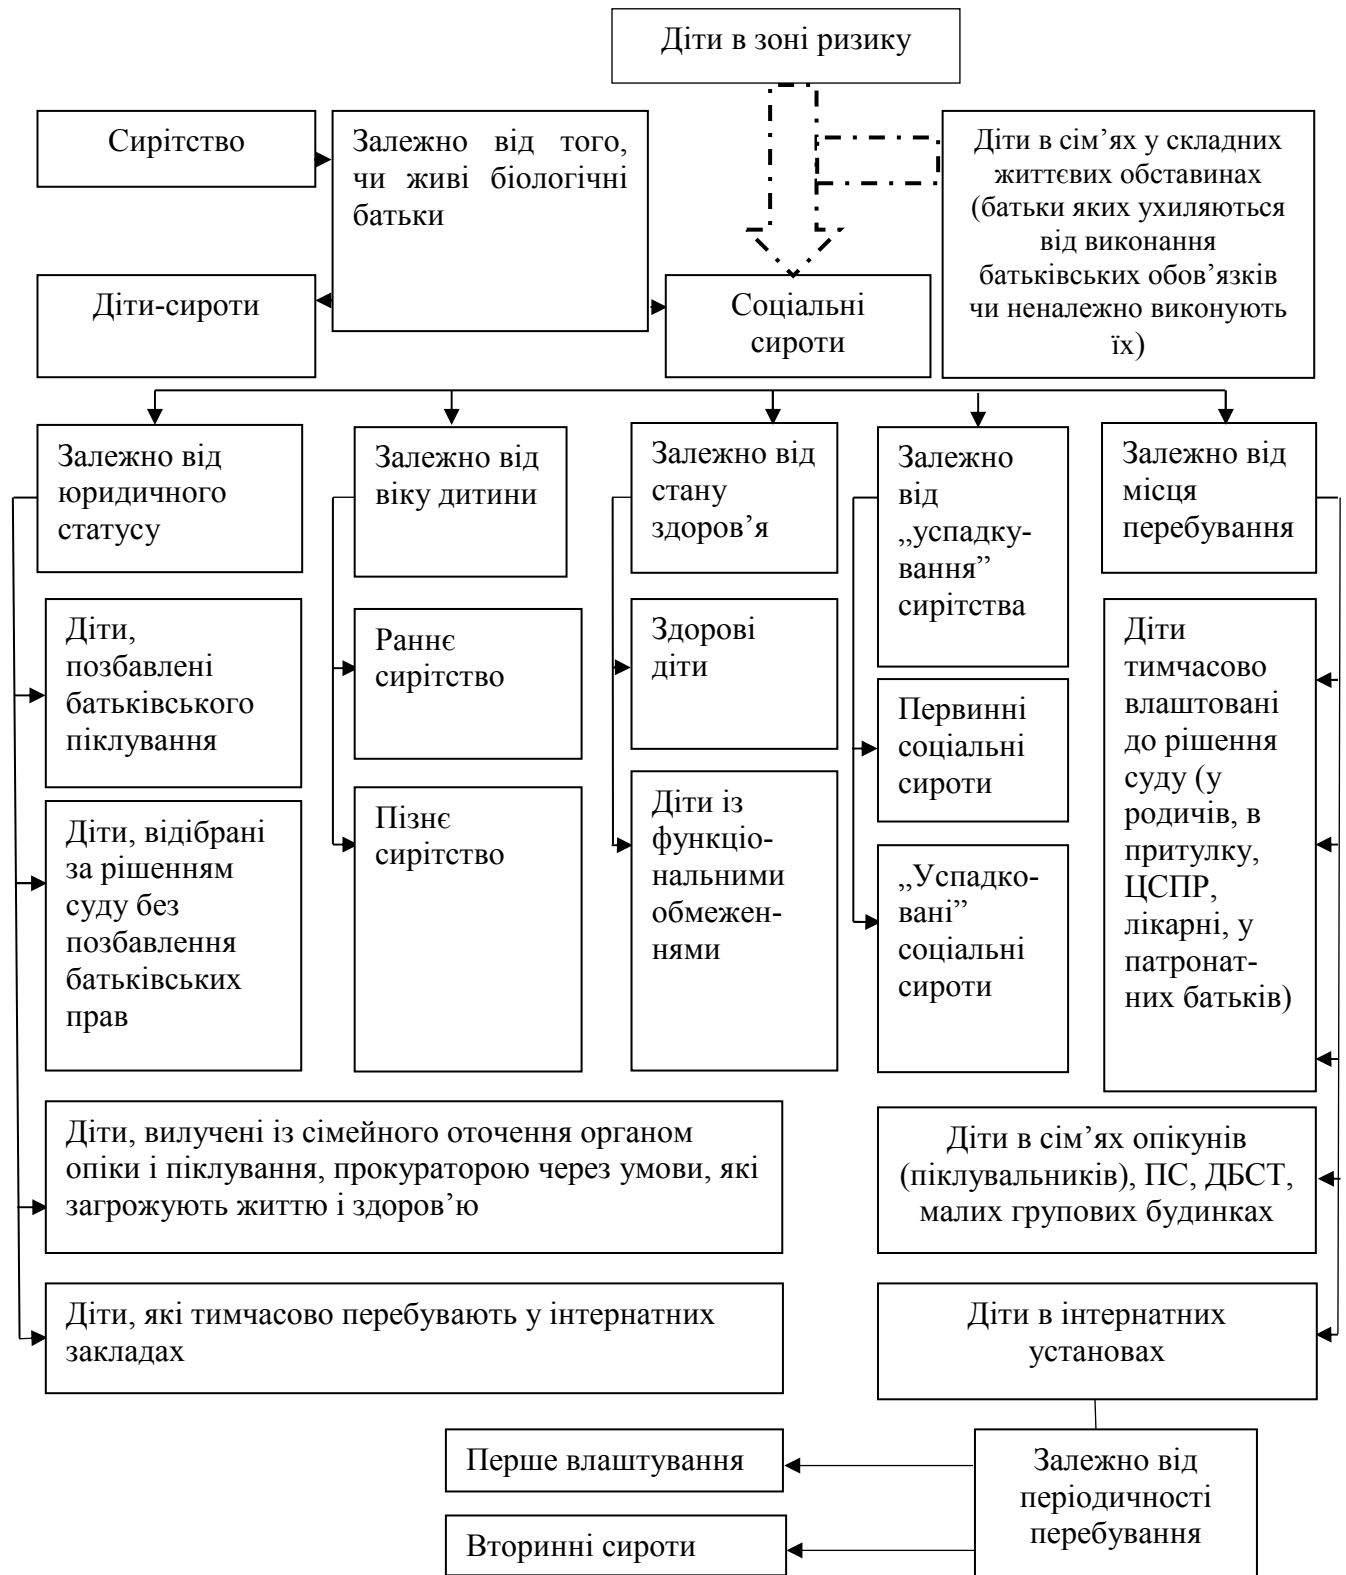 Діти в зоні ризику
Сирітство
Залежно від того,
чи живі біологічні
батьки
Діти в сім’ях у складних
життєвих обставинах
(батьки яких ухиляються
від виконання
батьківських обов’язків
чи неналежно виконують
їх)
Діти-сироти
Соціальні
сироти
Залежно від
юридичного
статусу
Залежно від
віку дитини
Залежно від
стану
здоров’я
Залежно
від
„успадку-
вання”
сирітства
Залежно від
місця
перебування
Діти,
позбавлені
батьківського
піклування
Раннє
сирітство
Здорові
діти
Первинні
соціальні
сироти
Діти
тимчасово
влаштовані
до рішення
суду (у
родичів, в
притулку,
ЦСПР,
лікарні, у
патронат-
них батьків)
Діти, відібрані
за рішенням
суду без
позбавлення
батьківських
прав
Пізнє
сирітство
Діти із
функціо-
нальними
обмежен-
нями
„Успадко-
вані”
соціальні
сироти
Діти, вилучені із сімейного оточення органом
опіки і піклування, прокураторою через умови, які
загрожують життю і здоров’ю
Діти в сім’ях опікунів
(піклувальників), ПС, ДБСТ,
малих групових будинках
Діти, які тимчасово перебувають у інтернатних
закладах
Діти в інтернатних
установах
Перше влаштування
Залежно від
періодичності
перебування
Вторинні сироти